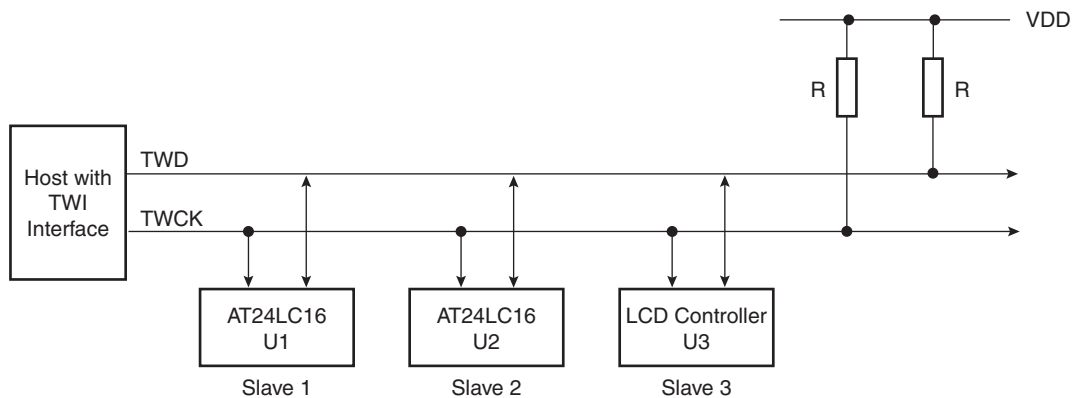 VDD
R
R
Host with
TWI
Interface
TWD
TWCK
AT24LC16
U1
AT24LC16
U2
LCD Controller
U3
Slave 1
Slave 2
Slave 3